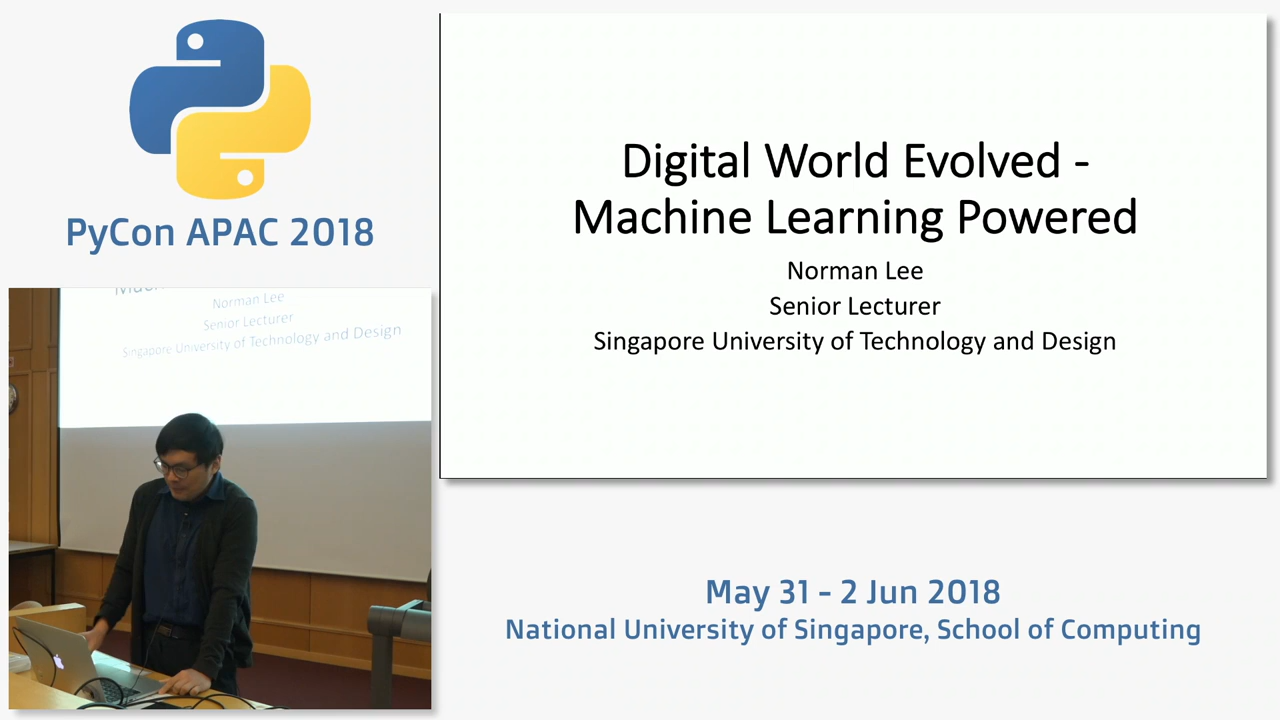 PyCon APAC 2018
Digital World Evolved -
Machine Learning Powered
Norman Lee
Senior Lecturer
Singapore University of Technology and Design
Norman Lee
Senior Lecturer
Singapore University of Technology and Design
May 31 - 2 Jun 2018
National University of Singapore, School of Computing